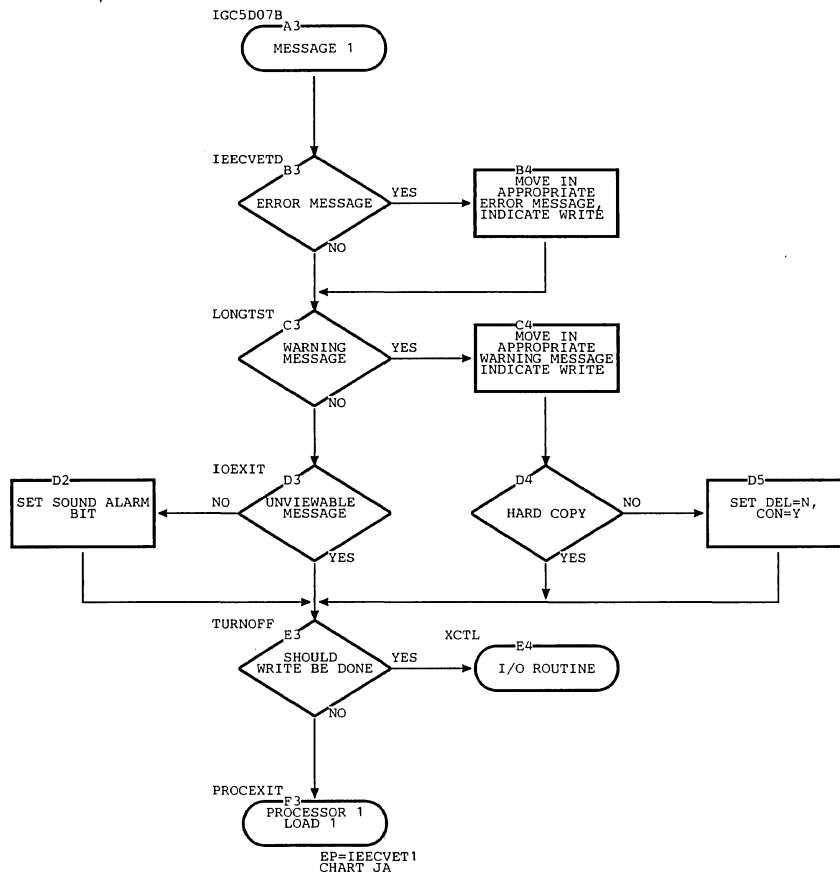 IGC5D07B
A3
MESSAGE 1
IEECVETD
B3
ERROR MESSAGE
YES
NO
B4
MOVE IN
APPROPRIATE
ERROR MESSAGE,
INDICATE WRITE
LONGTST
C3
WARNING
MESSAGE
YES
NO
C4
MOVE IN
APPROPRIATE
WARNING MESSAGE
INDICATE WRITE
D2
SET SOUND ALARM
BIT
IOEXIT
D3
UNVIEWABLE
MESSAGE
NO
YES
D4
HARD COPY
NO
YES
D5
SET DEL=N,
CON=Y
TURNOFF
E3
SHOULD
WRITE BE DONE
YES
NO
XCTL
E4
I/O ROUTINE
PROCEXIT
F3
PROCESSOR 1
LOAD 1
EP=IEECVET1
CHART JA